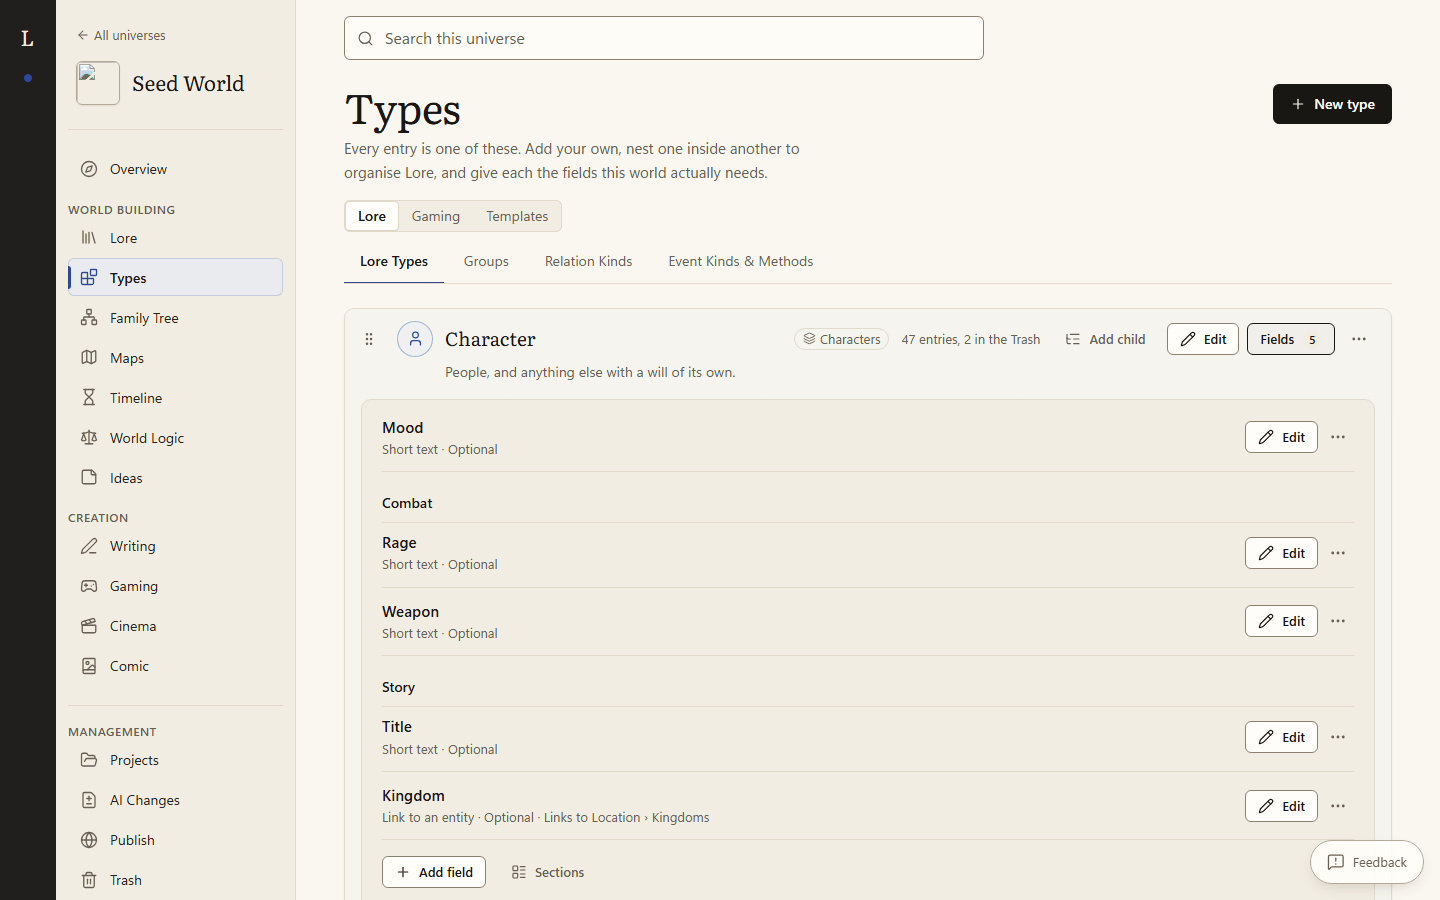 L
All universes
Seed World
Overview
WORLD BUILDING
Lore
Types
Family Tree
Maps
Timeline
World Logic
Ideas
CREATION
Writing
Gaming
Cinema
Comic
MANAGEMENT
Projects
AI Changes
Publish
Trash
Search this universe
Types
New type
Every entry is one of these. Add your own, nest one inside another to
organise Lore, and give each the fields this world actually needs.
Lore Gaming Templates
Lore Types Groups Relation Kinds Event Kinds & Methods
Character Characters 47 entries, 2 in the Trash Add child Edit Fields 5
People, and anything else with a will of its own.
Mood
Short text · Optional
Edit
Combat
Rage
Short text · Optional
Edit
Weapon
Short text · Optional
Edit
Story
Title
Short text · Optional
Edit
Kingdom
Link to an entity · Optional · Links to Location › Kingdoms
Edit
Add field Sections
Feedback